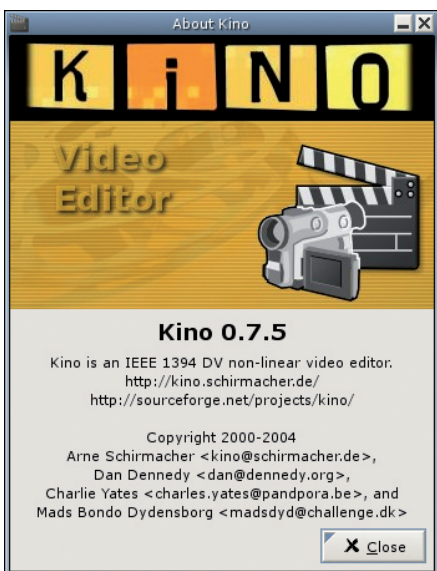 About Kino
KiNO
Video
Editor
Kino 0.7.5
Kino is an IEEE 1394 DV non-linear video editor.
http://kino.schirmacher.de/
http://sourceforge.net/projects/kino/
Copyright 2000-2004
Arne Schirmacher <kino@schirmacher.de>,
Dan Dennedy <dan@dennedy.org>,
Charlie Yates <charles.yates@pandpora.be>, and
Mads Bondo Dydensborg <madsdyd@challenge.dk>
Close